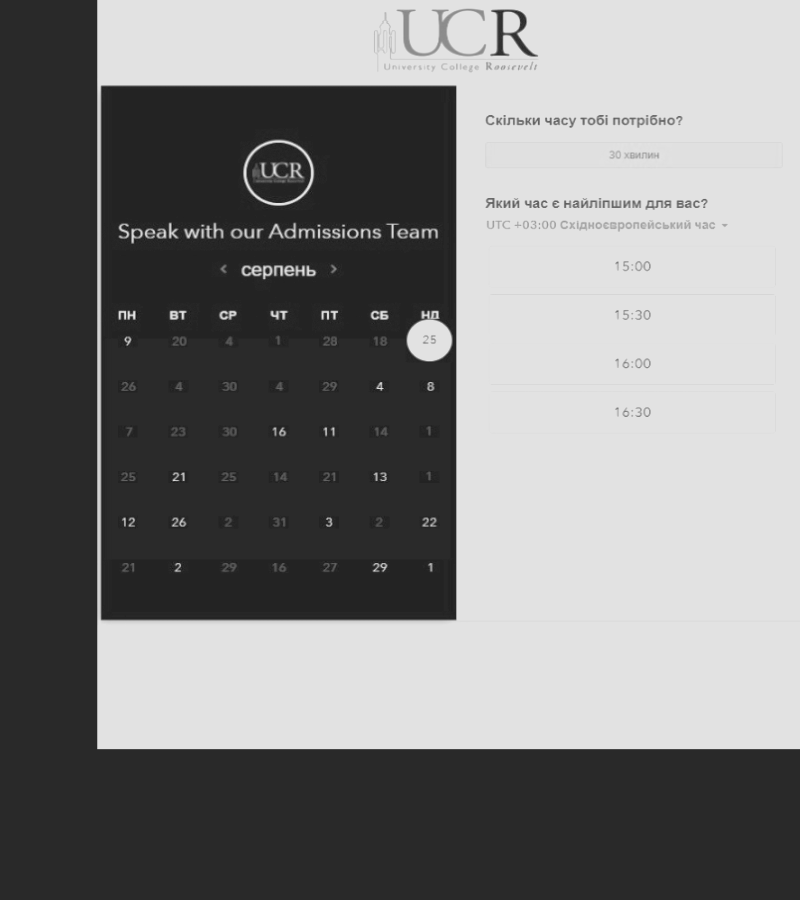 UCR
University College Roosevelt
UCR
Speak with our Admissions Team
< серпень >
ПН ВТ СР ЧТ ПТ СБ НД
9 20 4 1 28 18 25
26 4 30 4 29 4 8
7 23 30 16 11 14 1
25 21 25 14 21 13 1
12 26 2 31 3 2 22
21 2 29 16 27 29 1
Скільки часу тобі потрібно?
30 хвилин
Який час є найліпшим для вас?
UTC +03:00 Східноєвропейський час
15:00
15:30
16:00
16:30